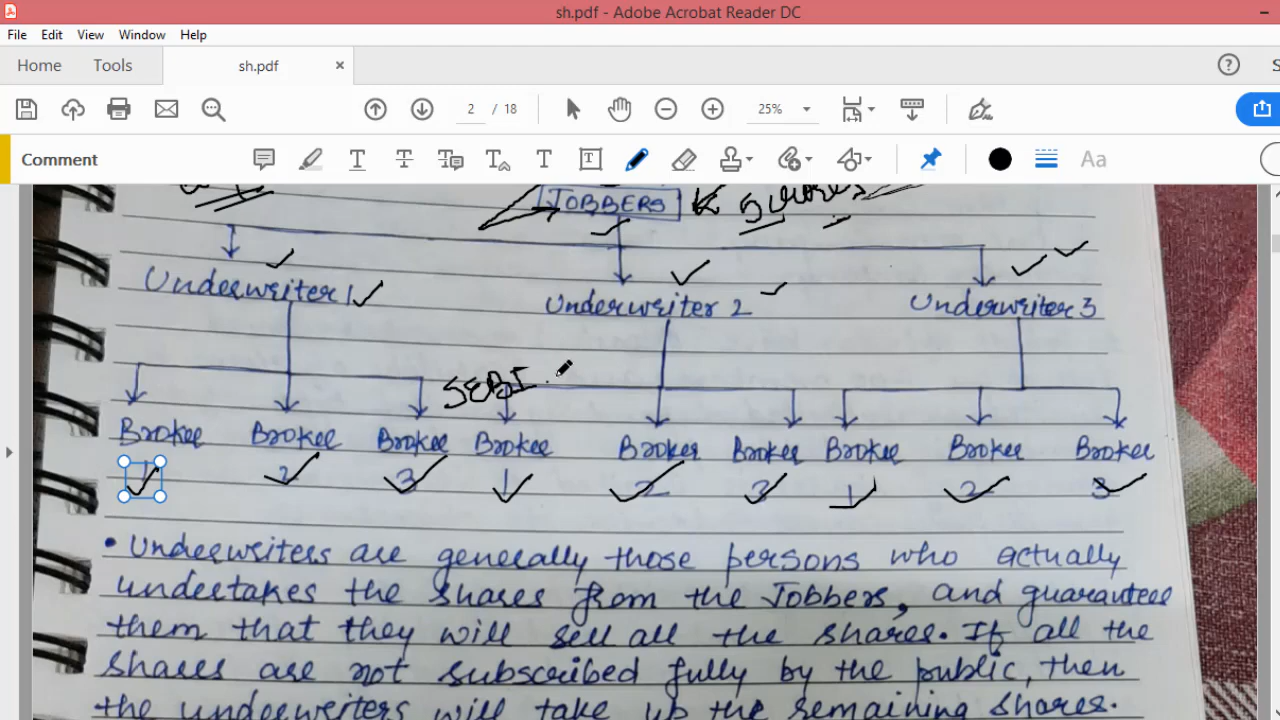 sh.pdf - Adobe Acrobat Reader DC
File Edit View Window Help
Home Tools sh.pdf × ?
2 / 18 25%
Comment Aa
JOBBERS
Underwriter 1 Underwriter 2 Underwriter 3
SEBI
Broker Broker Broker Broker Broker Broker Broker Broker Broker
1 2 3 1 2 3 1 2 3
• Underwriters are generally those persons who actually
undertakes the shares from the Jobbers, and guarantees
them that they will sell all the shares. If all the
shares are not subscribed fully by the public, then
the underwriters will take up the remaining shares.